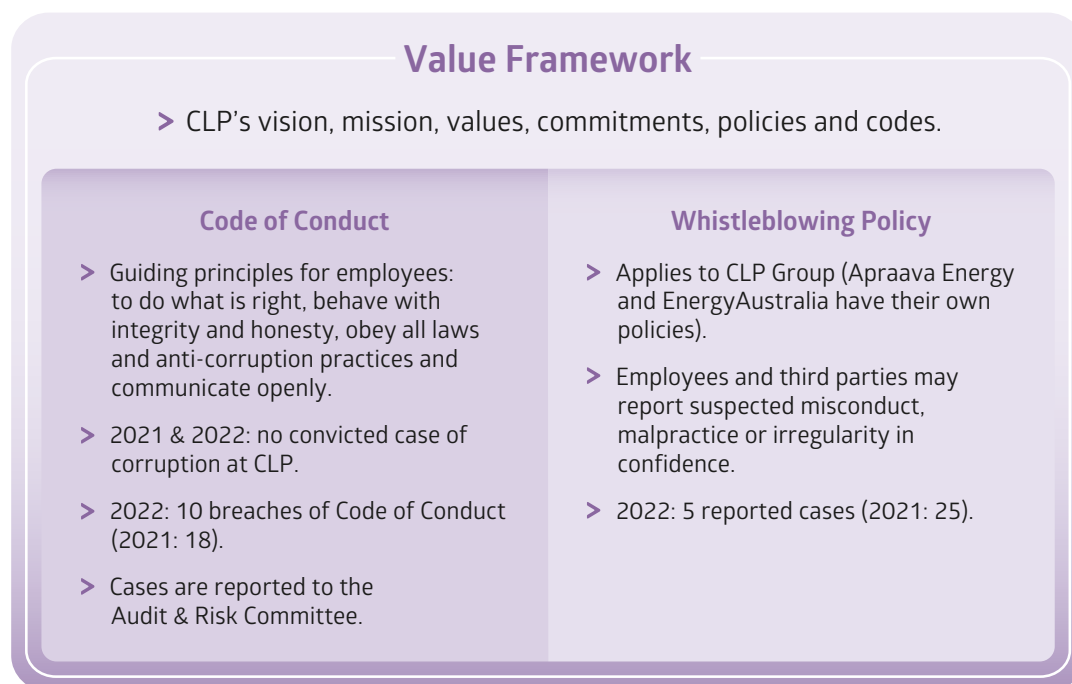 Value Framework
> CLP's vision, mission, values, commitments, policies and codes.
Code of Conduct
> Guiding principles for employees:
to do what is right, behave with
integrity and honesty, obey all laws
and anti-corruption practices and
communicate openly.
> 2021 & 2022: no convicted case of
corruption at CLP.
> 2022: 10 breaches of Code of Conduct
(2021: 18).
> Cases are reported to the
Audit & Risk Committee.
Whistleblowing Policy
> Applies to CLP Group (Apraava Energy
and EnergyAustralia have their own
policies).
> Employees and third parties may
report suspected misconduct,
malpractice or irregularity in
confidence.
> 2022: 5 reported cases (2021: 25).